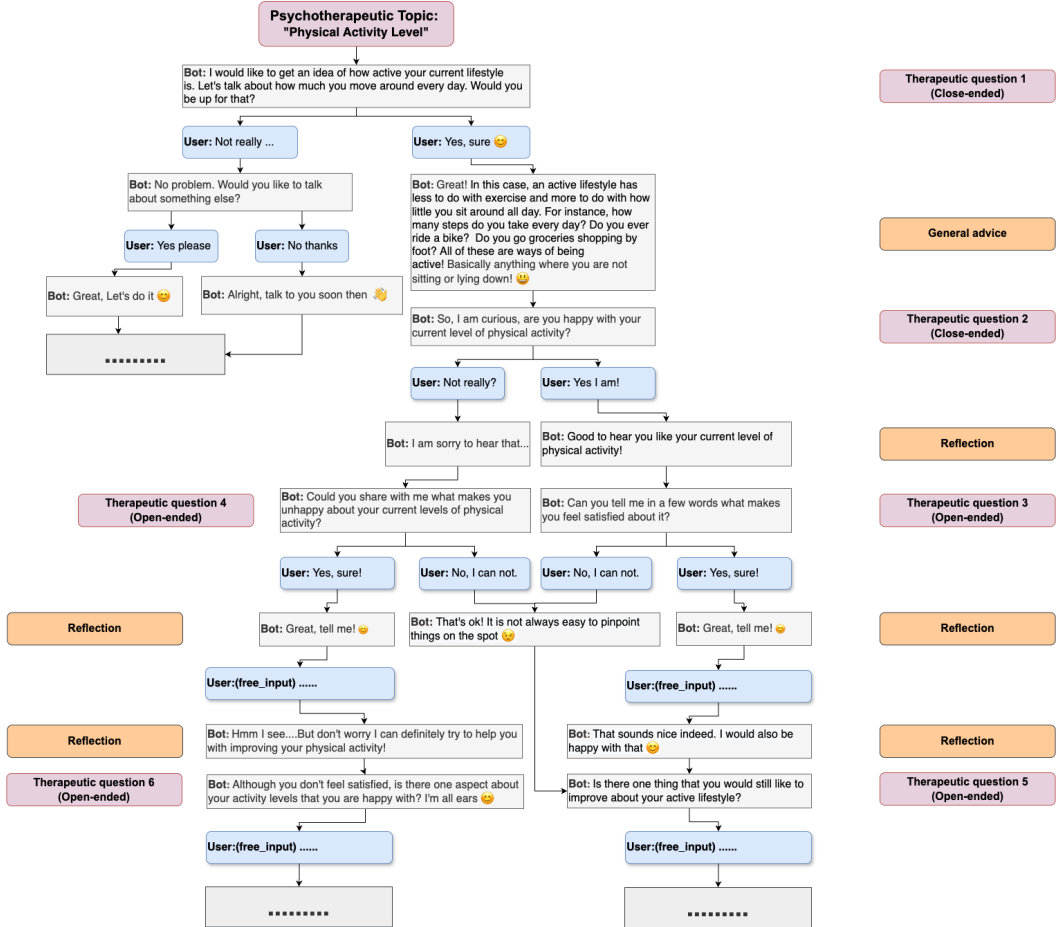 Psychotherapeutic Topic:
"Physical Activity Level"
Bot: I would like to get an idea of how active your current lifestyle
is. Let's talk about how much you move around every day. Would you
be up for that?
Therapeutic question 1
(Close-ended)
User: Not really ...
User: Yes, sure 😊
Bot: No problem. Would you like to talk
about something else?
Bot: Great! In this case, an active lifestyle has
less to do with exercise and more to do with how
little you sit around all day. For instance, how
many steps do you take every day? Do you ever
ride a bike? Do you go groceries shopping by
foot? All of these are ways of being
active! Basically anything where you are not
sitting or lying down! 😀
General advice
User: Yes please
User: No thanks
Bot: Great, Let's do it 😊
Bot: Alright, talk to you soon then 👋
.........
Bot: So, I am curious, are you happy with your
current level of physical activity?
Therapeutic question 2
(Close-ended)
User: Not really?
User: Yes I am!
Bot: I am sorry to hear that...
Bot: Good to hear you like your current level of
physical activity!
Reflection
Therapeutic question 4
(Open-ended)
Bot: Could you share with me what makes you
unhappy about your current levels of physical
activity?
Bot: Can you tell me in a few words what makes
you feel satisfied about it?
Therapeutic question 3
(Open-ended)
User: Yes, sure!
User: No, I can not.
User: No, I can not.
User: Yes, sure!
Reflection
Bot: Great, tell me! 😊
Bot: That's ok! It is not always easy to pinpoint
things on the spot 😉
Bot: Great, tell me! 😊
Reflection
User:(free_input) ......
User:(free_input) ......
Reflection
Bot: Hmm I see....But don't worry I can definitely try to help you
with improving your physical activity!
Bot: That sounds nice indeed. I would also be
happy with that 😊
Reflection
Therapeutic question 6
(Open-ended)
Bot: Although you don't feel satisfied, is there one aspect about
your activity levels that you are happy with? I'm all ears 😊
Bot: Is there one thing that you would still like to
improve about your active lifestyle?
Therapeutic question 5
(Open-ended)
User:(free_input) ......
User:(free_input) ......
.........
.........